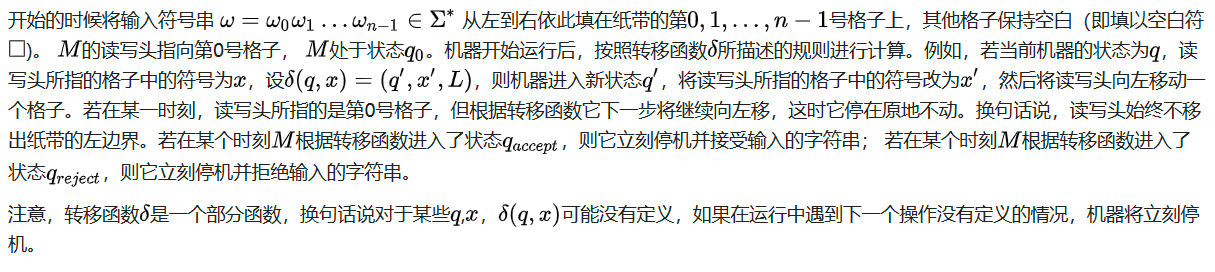 开始的时候将输入符号串 ω = ω₀ω₁ … ωₙ₋₁ ∈ Σ* 从左到右依此填在纸带的第0, 1, … , n − 1号格子上，其他格子保持空白（即填以空白符
□）。 M的读写头指向第0号格子， M处于状态q₀。机器开始运行后，按照转移函数δ所描述的规则进行计算。例如，若当前机器的状态为q，读
写头所指的格子中的符号为x，设δ(q, x) = (q′, x′, L)，则机器进入新状态q′，将读写头所指的格子中的符号改为x′，然后将读写头向左移动一
个格子。若在某一时刻，读写头所指的是第0号格子，但根据转移函数它下一步将继续向左移，这时它停在原地不动。换句话说，读写头始终不移
出纸带的左边界。若在某个时刻M根据转移函数进入了状态q_accept，则它立刻停机并接受输入的字符串； 若在某个时刻M根据转移函数进入了
状态q_reject，则它立刻停机并拒绝输入的字符串。
注意，转移函数δ是一个部分函数，换句话说对于某些q,x，δ(q, x)可能没有定义，如果在运行中遇到下一个操作没有定义的情况，机器将立刻停
机。